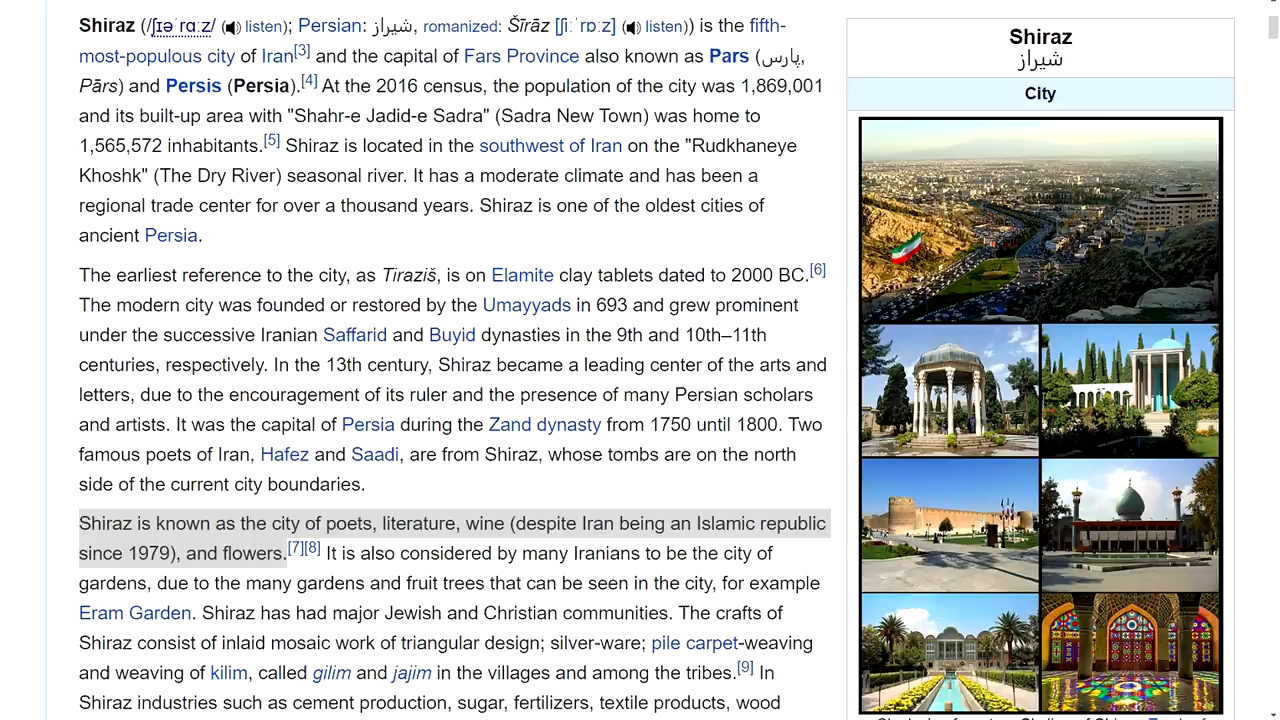 Shiraz (/ʃɪəˈrɑːz/ (listen); Persian: شیراز, romanized: Šīrāz [ʃiːˈrɒːz] (listen)) is the fifth-
most-populous city of Iran[3] and the capital of Fars Province also known as Pars (پارس,
Pārs) and Persis (Persia).[4] At the 2016 census, the population of the city was 1,869,001
and its built-up area with "Shahr-e Jadid-e Sadra" (Sadra New Town) was home to
1,565,572 inhabitants.[5] Shiraz is located in the southwest of Iran on the "Rudkhaneye
Khoshk" (The Dry River) seasonal river. It has a moderate climate and has been a
regional trade center for over a thousand years. Shiraz is one of the oldest cities of
ancient Persia.
The earliest reference to the city, as Tiraziš, is on Elamite clay tablets dated to 2000 BC.[6]
The modern city was founded or restored by the Umayyads in 693 and grew prominent
under the successive Iranian Saffarid and Buyid dynasties in the 9th and 10th–11th
centuries, respectively. In the 13th century, Shiraz became a leading center of the arts and
letters, due to the encouragement of its ruler and the presence of many Persian scholars
and artists. It was the capital of Persia during the Zand dynasty from 1750 until 1800. Two
famous poets of Iran, Hafez and Saadi, are from Shiraz, whose tombs are on the north
side of the current city boundaries.
Shiraz is known as the city of poets, literature, wine (despite Iran being an Islamic republic
since 1979), and flowers.[7][8] It is also considered by many Iranians to be the city of
gardens, due to the many gardens and fruit trees that can be seen in the city, for example
Eram Garden. Shiraz has had major Jewish and Christian communities. The crafts of
Shiraz consist of inlaid mosaic work of triangular design; silver-ware; pile carpet-weaving
and weaving of kilim, called gilim and jajim in the villages and among the tribes.[9] In
Shiraz industries such as cement production, sugar, fertilizers, textile products, wood
Shiraz
شیراز
City